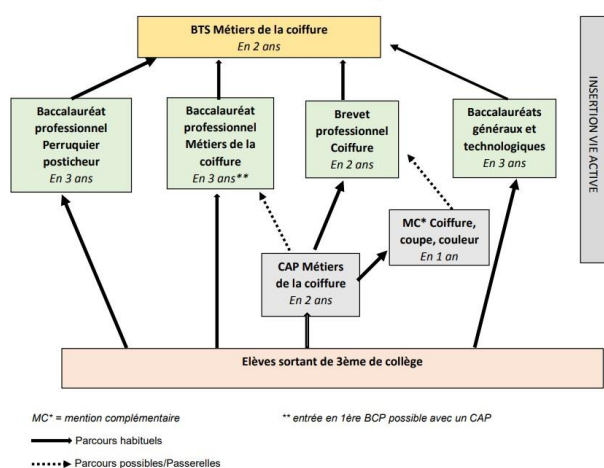 BTS Métiers de la coiffure
En 2 ans
Baccalauréat
professionnel
Perruquier
posticheur
En 3 ans
Baccalauréat
professionnel
Métiers de la
coiffure
En 3 ans**
Brevet
professionnel
Coiffure
En 2 ans
Baccalauréats
généraux et
technologiques
En 3 ans
INSERTION VIE ACTIVE
MC* Coiffure,
coupe, couleur
En 1 an
CAP Métiers
de la coiffure
En 2 ans
Elèves sortant de 3ème de collège
MC* = mention complémentaire
** entrée en 1ère BCP possible avec un CAP
Parcours habituels
Parcours possibles/Passerelles